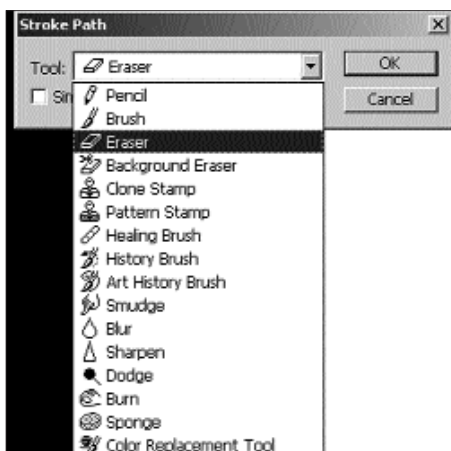 Stroke Path
Tool: Eraser
OK
Sin
Cancel
Pencil
Brush
Eraser
Background Eraser
Clone Stamp
Pattern Stamp
Healing Brush
History Brush
Art History Brush
Smudge
Blur
Sharpen
Dodge
Burn
Sponge
Color Replacement Tool